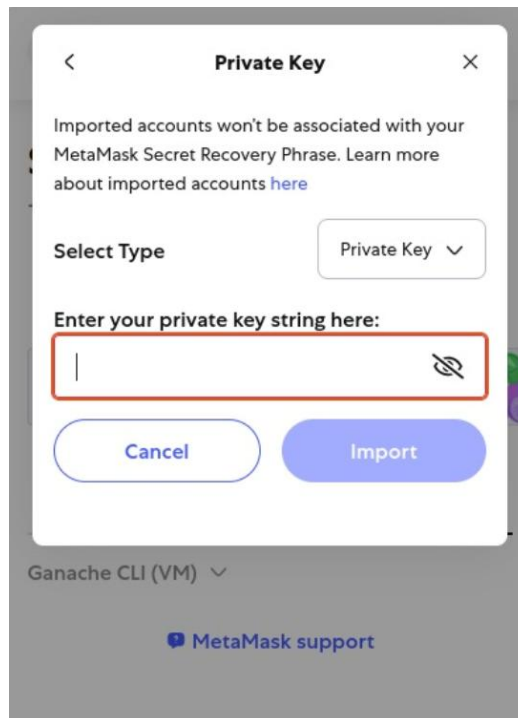 Private Key
Imported accounts won't be associated with your
MetaMask Secret Recovery Phrase. Learn more
about imported accounts here
Select Type
Private Key
Enter your private key string here:
Cancel
Import
Ganache CLI (VM)
MetaMask support